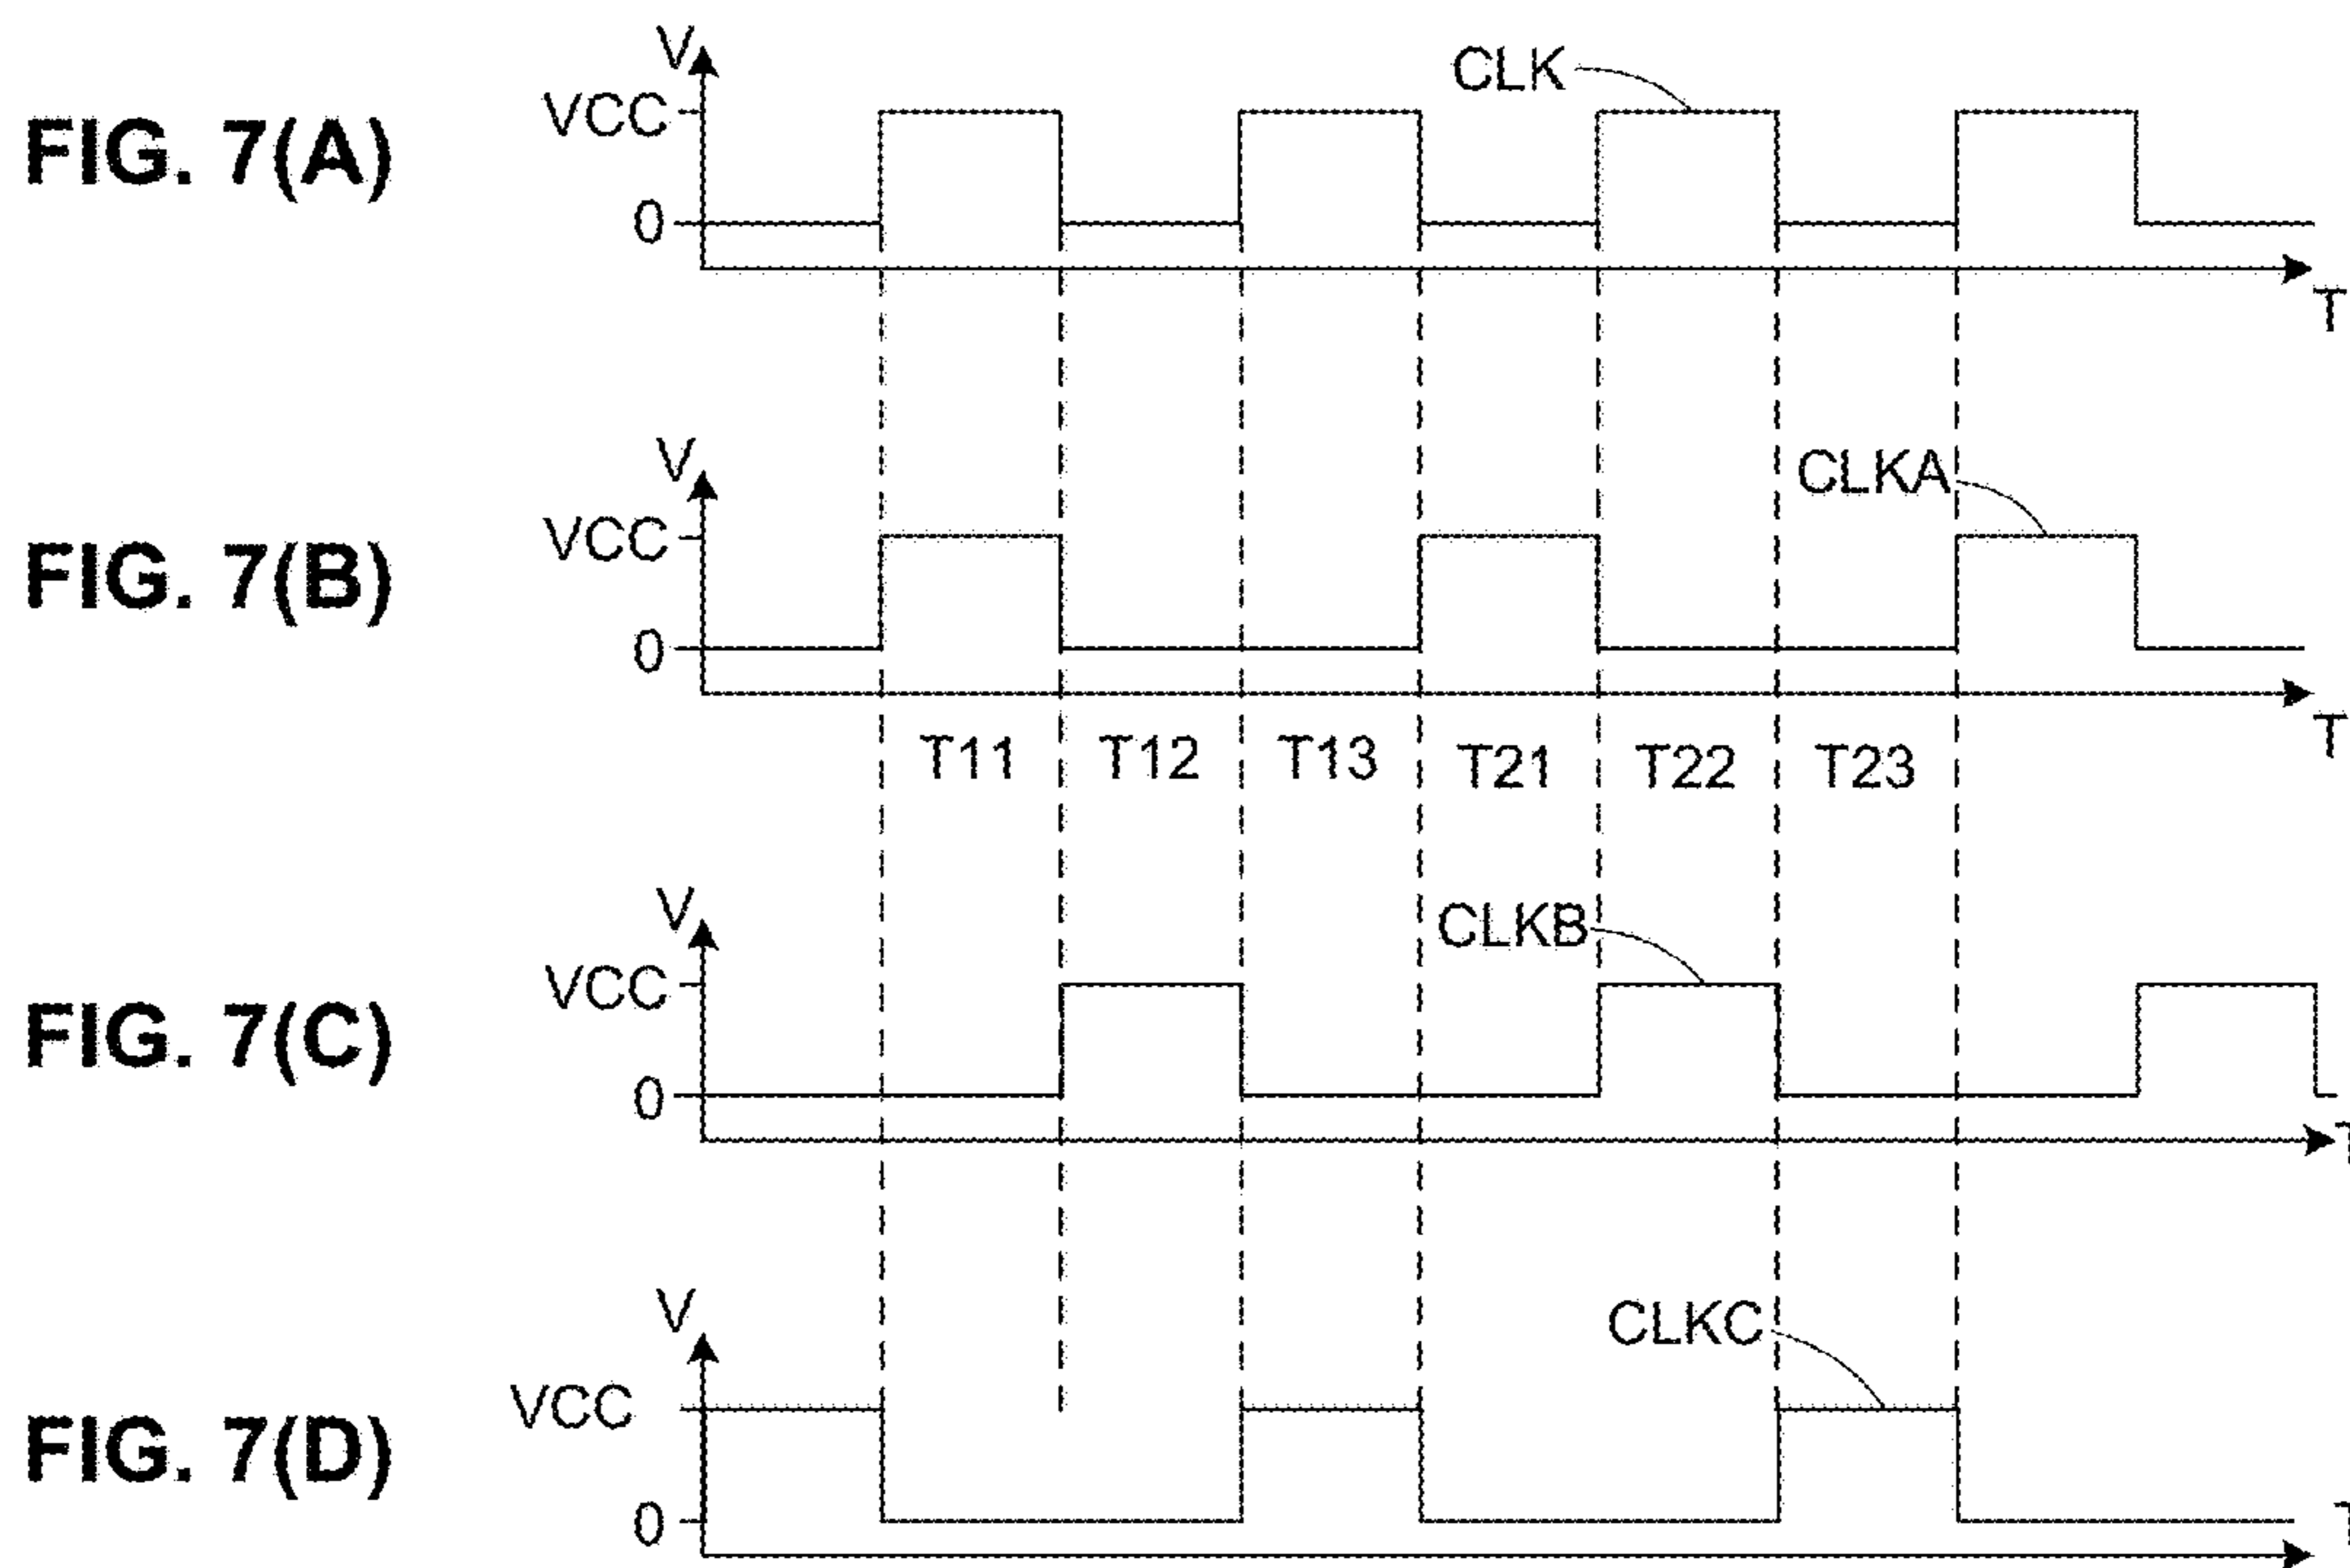 FIG. 7(A)
V
VCC
0
CLK
T
FIG. 7(B)
V
VCC
0
CLKA
T
T11 T12 T13 T21 T22 T23
FIG. 7(C)
V
VCC
0
CLKB
T
FIG. 7(D)
V
VCC
0
CLKC
T